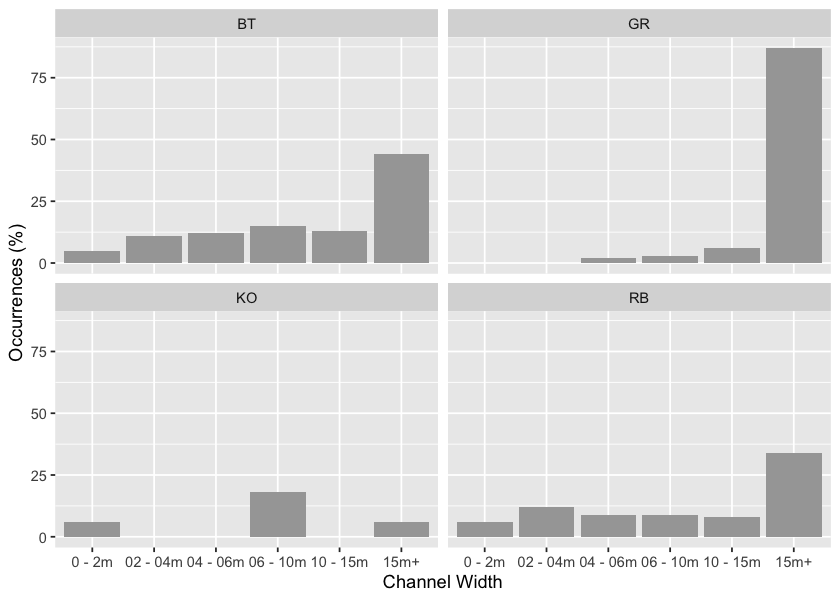 BT GR
75
50
25
0
KO RB
75
50
25
0
0 - 2m 02 - 04m 04 - 06m 06 - 10m 10 - 15m 15m+ 0 - 2m 02 - 04m 04 - 06m 06 - 10m 10 - 15m 15m+
Channel Width
Occurrences (%)